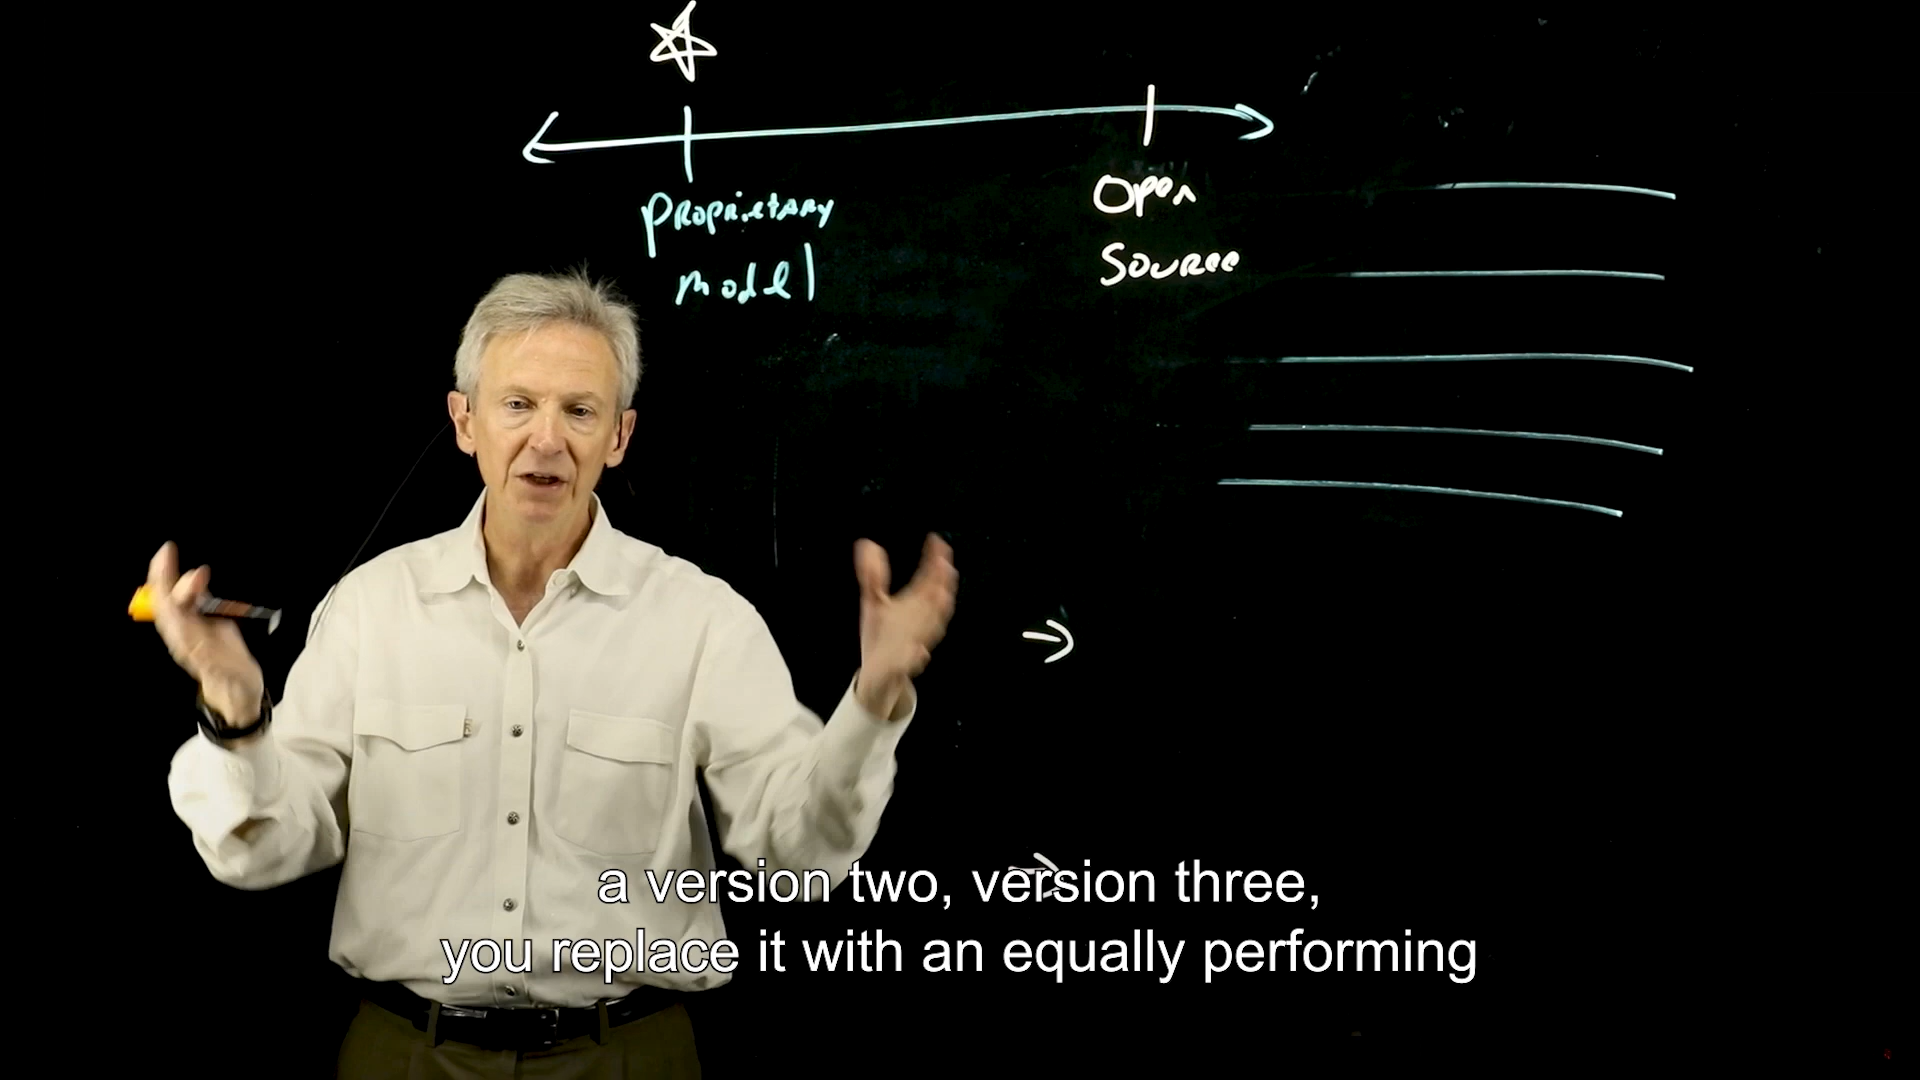 Proprietary
model
Open
Source
a version two, version three,
you replace it with an equally performing